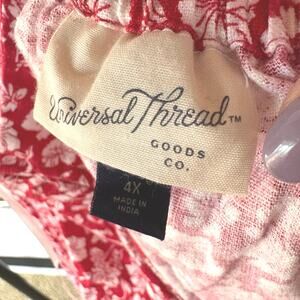 Universal Thread™
GOODS
CO.
4X
MADE IN
INDIA